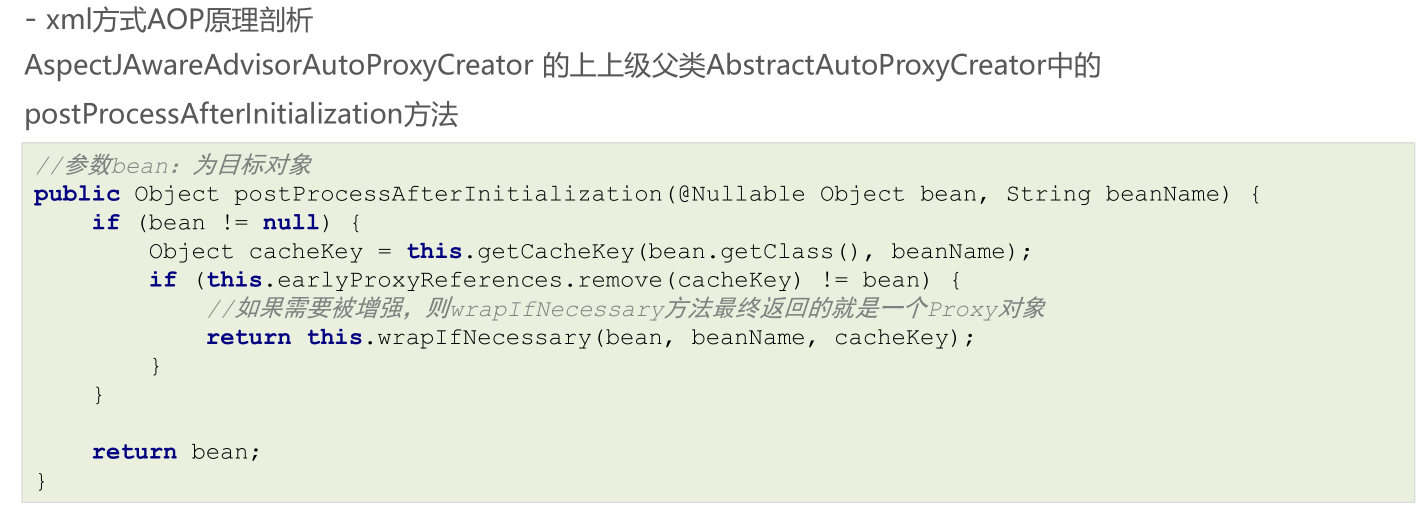 - xml方式AOP原理剖析
AspectJAwareAdvisorAutoProxyCreator 的上上级父类AbstractAutoProxyCreator中的
postProcessAfterInitialization方法
//参数bean：为目标对象
public Object postProcessAfterInitialization(@Nullable Object bean, String beanName) {
    if (bean != null) {
        Object cacheKey = this.getCacheKey(bean.getClass(), beanName);
        if (this.earlyProxyReferences.remove(cacheKey) != bean) {
            //如果需要被增强，则wrapIfNecessary方法最终返回的就是一个Proxy对象
            return this.wrapIfNecessary(bean, beanName, cacheKey);
        }
    }
    return bean;
}